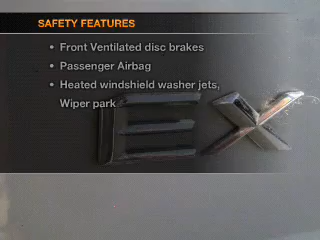 SAFETY FEATURES
• Front Ventilated disc brakes
• Passenger Airbag
• Heated windshield washer jets,
Wiper park
EX